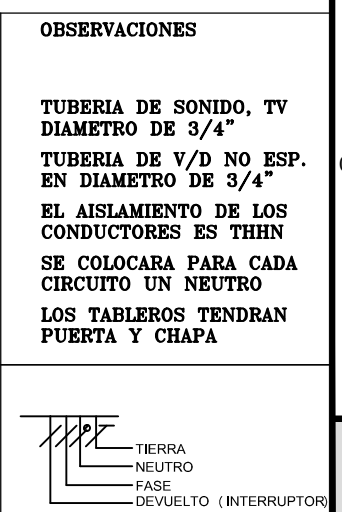 OBSERVACIONES
TUBERIA DE SONIDO, TV
DIAMETRO DE 3/4”
TUBERIA DE V/D NO ESP.
EN DIAMETRO DE 3/4”
EL AISLAMIENTO DE LOS
CONDUCTORES ES THHN
SE COLOCARA PARA CADA
CIRCUITO UN NEUTRO
LOS TABLEROS TENDRAN
PUERTA Y CHAPA
TIERRA
NEUTRO
FASE
DEVUELTO (INTERRUPTOR)